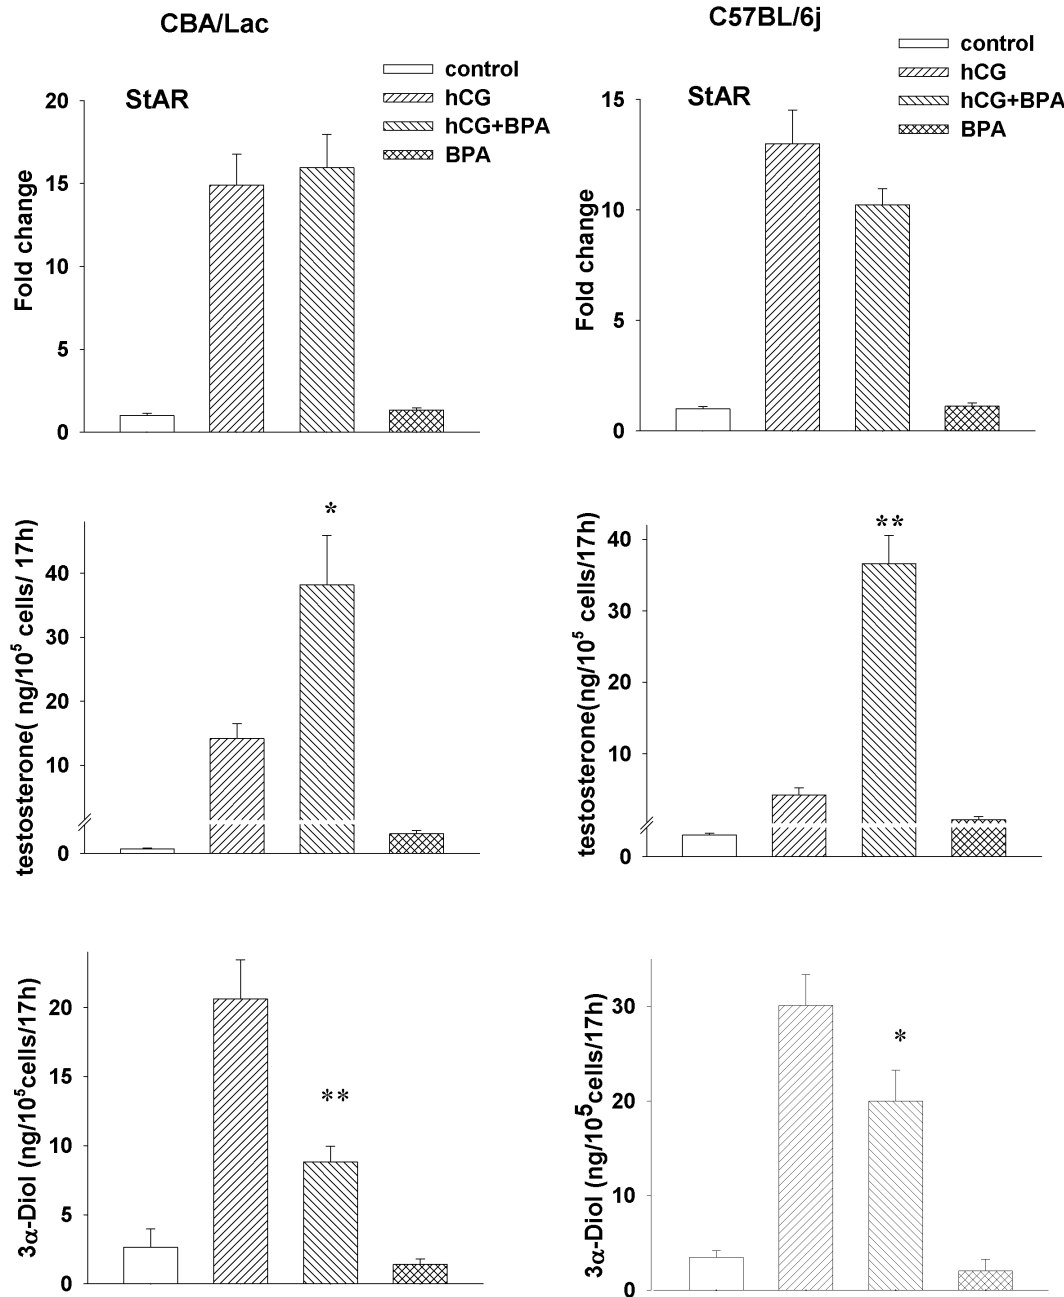 CBA/Lac
C57BL/6j
control
hCG
hCG+BPA
BPA
control
hCG
hCG+BPA
BPA
StAR
StAR
Fold change
20
15
10
5
0
Fold change
15
10
5
0
testosterone( ng/10⁵ cells/ 17h)
40
30
20
10
0
*
testosterone(ng/10⁵ cells/17h)
40
30
20
10
0
**
3α-Diol (ng/10⁵cells/17h)
20
15
10
5
0
**
3α-Diol (ng/10⁵cells/17h)
30
20
10
0
*